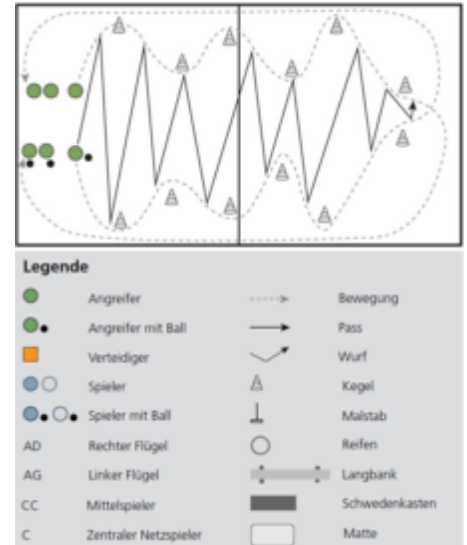 Legende
Angreifer
Bewegung
Angreifer mit Ball
Pass
Verteidiger
Wurf
Spieler
Kegel
Spieler mit Ball
Malstab
AD Rechter Flügel
Reifen
AG Linker Flügel
Langbank
CC Mittelspieler
Schwedenkasten
C Zentraler Netzspieler
Matte